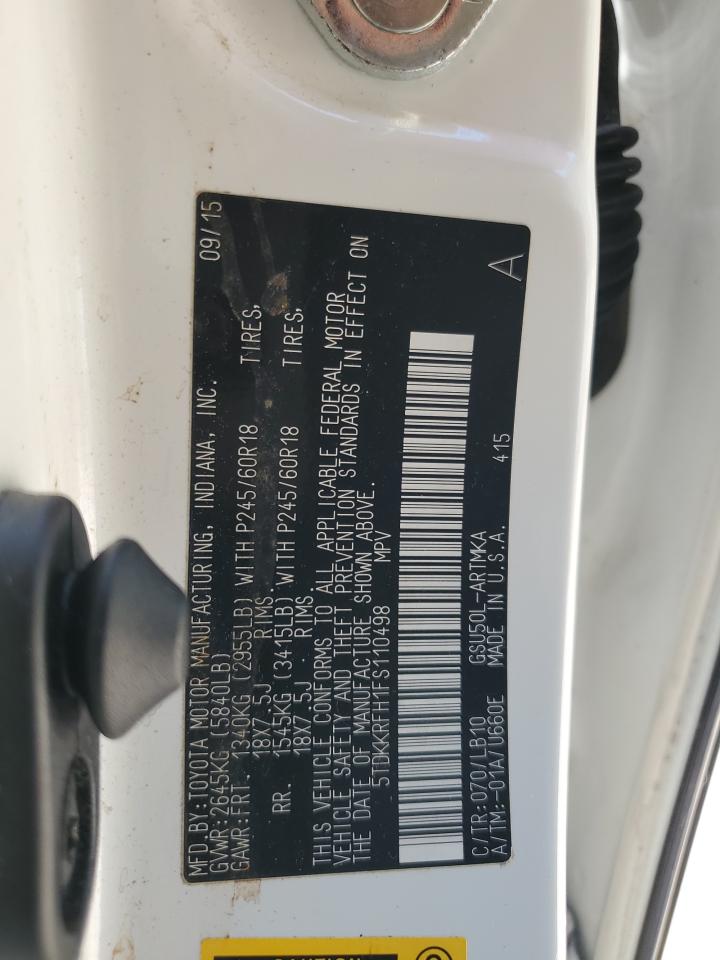 MFD.BY:TOYOTA MOTOR MANUFACTURING, INDIANA, INC. 09/15
GVWR:2645KG (5840LB)
GAWR:FRT. 1340KG (2955LB) WITH P245/60R18 TIRES,
18X7.5J RIMS.
RR. 1545KG (3415LB) WITH P245/60R18 TIRES,
18X7.5J RIMS.
THIS VEHICLE CONFORMS TO ALL APPLICABLE FEDERAL MOTOR
VEHICLE SAFETY AND THEFT PREVENTION STANDARDS IN EFFECT ON
THE DATE OF MANUFACTURE SHOWN ABOVE.
5TDKKRFH1FS110498 MPV
C/TR:070/LB10 GSU50L-ARTMKA 415 A
A/TM:-01A/U660E MADE IN U.S.A.
CAUTION